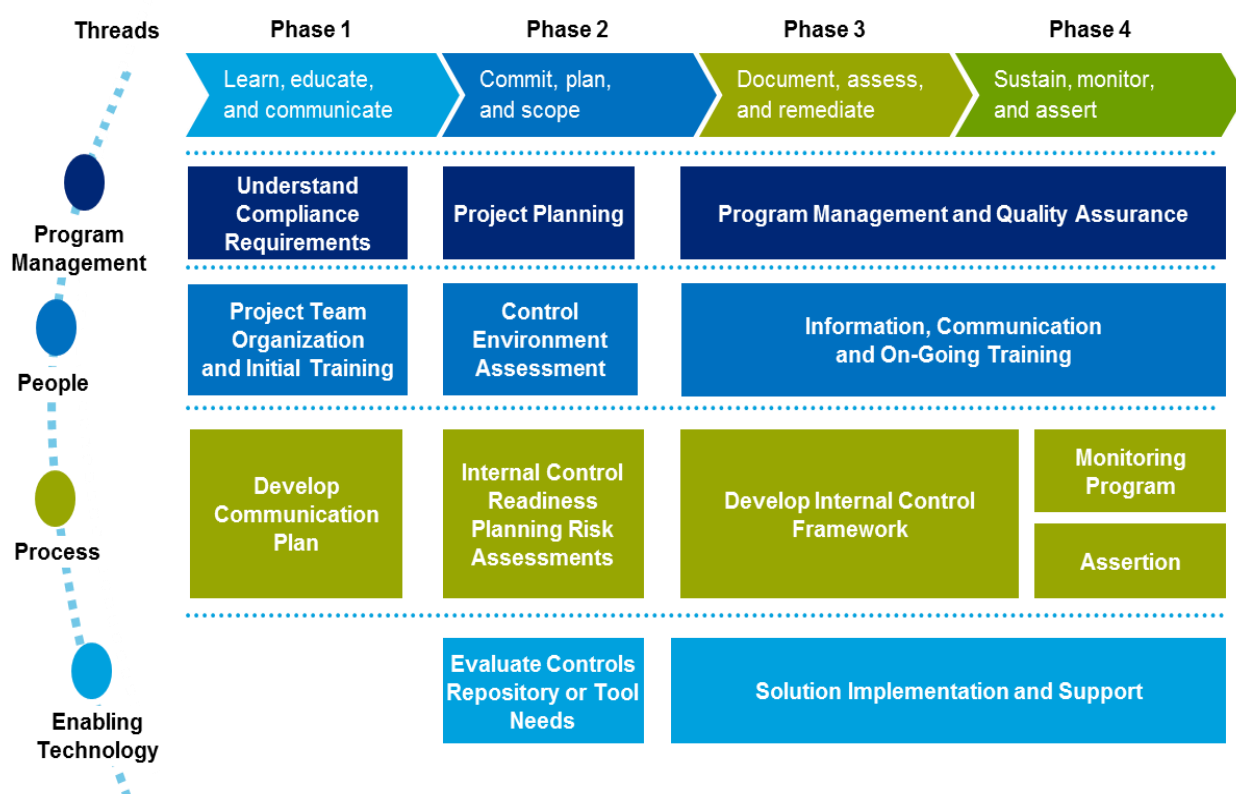 Threads
Phase 1
Phase 2
Phase 3
Phase 4
Learn, educate,
and communicate
Commit, plan,
and scope
Document, assess,
and remediate
Sustain, monitor,
and assert
Program
Management
Understand
Compliance
Requirements
Project Planning
Program Management and Quality Assurance
People
Project Team
Organization
and Initial Training
Control
Environment
Assessment
Information, Communication
and On-Going Training
Process
Develop
Communication
Plan
Internal Control
Readiness
Planning Risk
Assessments
Develop Internal Control
Framework
Monitoring
Program
Assertion
Enabling
Technology
Evaluate Controls
Repository or Tool
Needs
Solution Implementation and Support